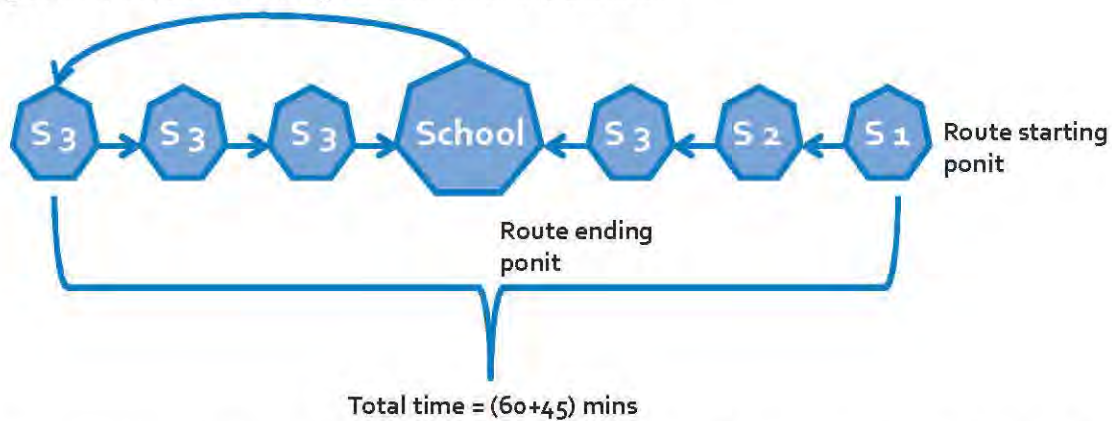 S 3
S 3
S 3
School
S 3
S 2
S 1
Route starting
ponit
Route ending
ponit
Total time = (60+45) mins